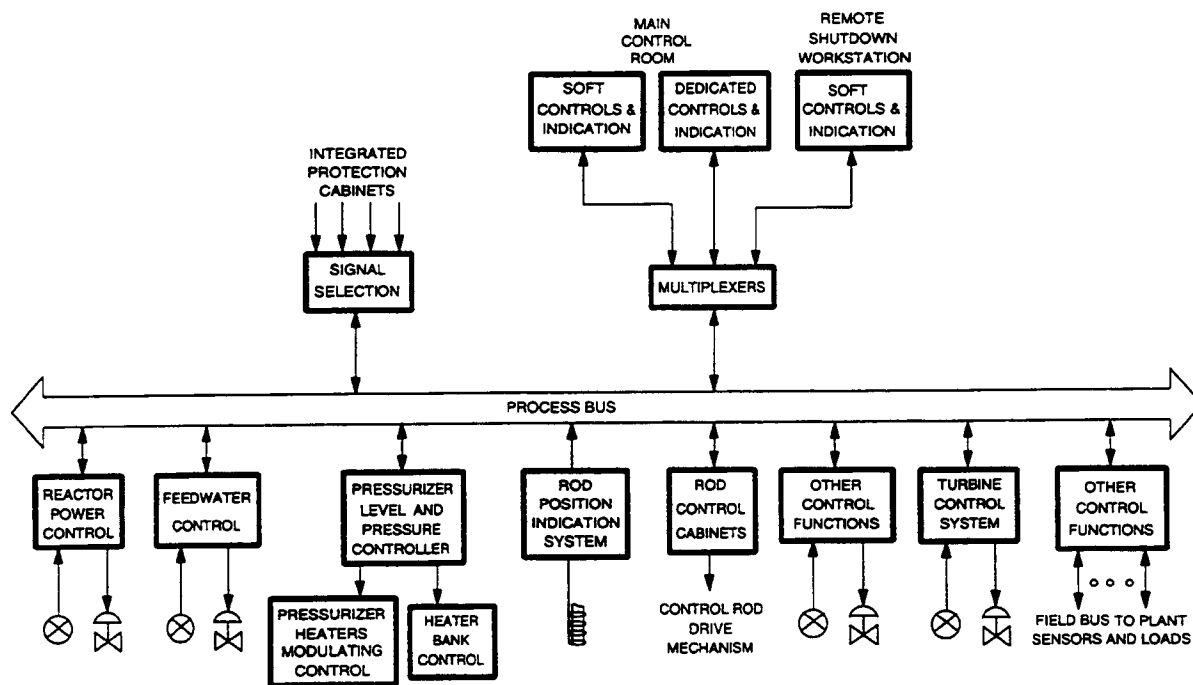 MAIN
CONTROL
ROOM
REMOTE
SHUTDOWN
WORKSTATION
SOFT
CONTROLS &
INDICATION
DEDICATED
CONTROLS &
INDICATION
SOFT
CONTROLS &
INDICATION
INTEGRATED
PROTECTION
CABINETS
SIGNAL
SELECTION
MULTIPLEXERS
PROCESS BUS
REACTOR
POWER
CONTROL
FEEDWATER
CONTROL
PRESSURIZER
LEVEL AND
PRESSURE
CONTROLLER
ROD
POSITION
INDICATION
SYSTEM
ROD
CONTROL
CABINETS
OTHER
CONTROL
FUNCTIONS
TURBINE
CONTROL
SYSTEM
OTHER
CONTROL
FUNCTIONS
PRESSURIZER
HEATERS
MODULATING
CONTROL
HEATER
BANK
CONTROL
CONTROL ROD
DRIVE
MECHANISM
FIELD BUS TO PLANT
SENSORS AND LOADS